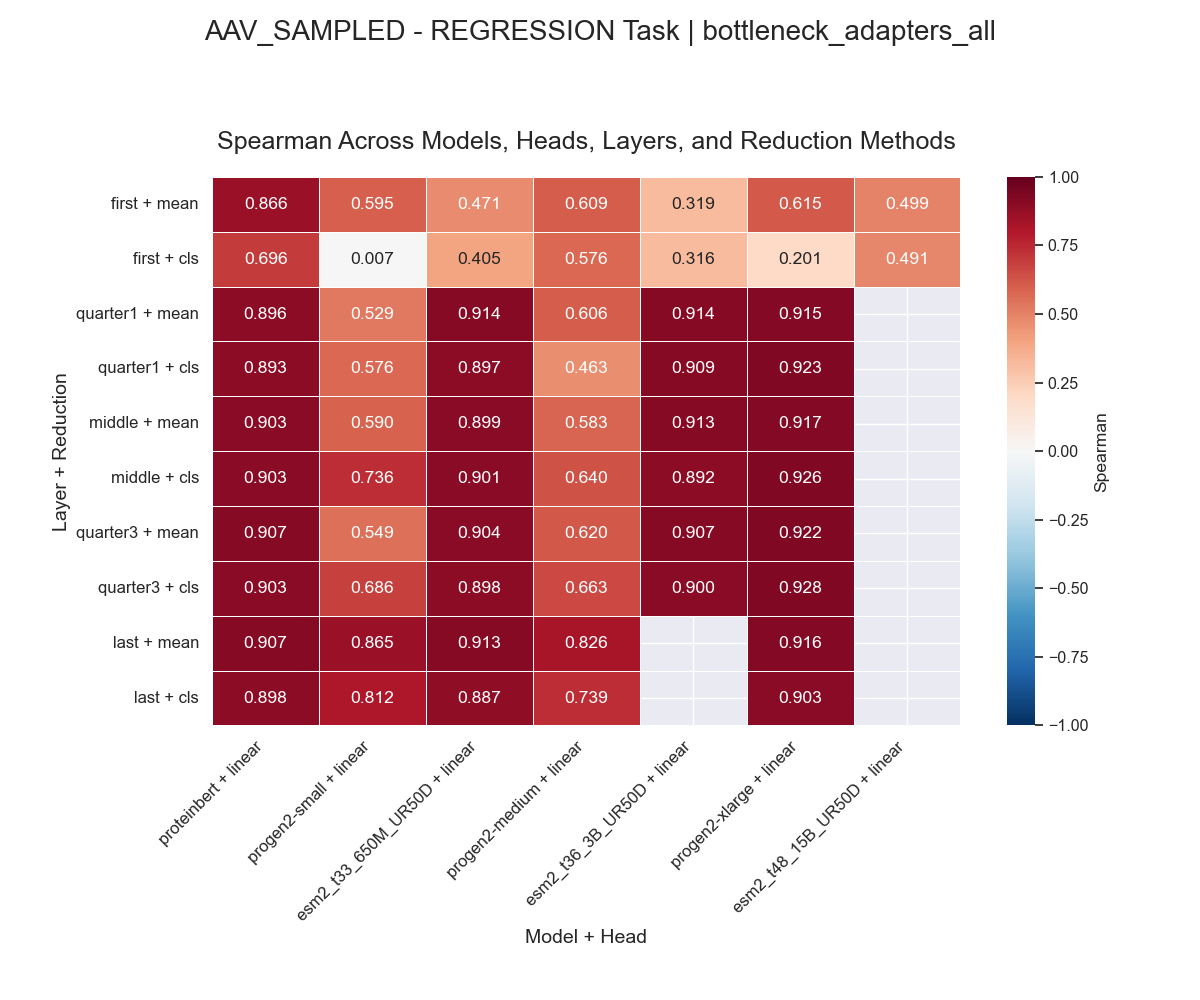 AAV_SAMPLED - REGRESSION Task | bottleneck_adapters_all
Spearman Across Models, Heads, Layers, and Reduction Methods
Layer + Reduction
first + mean 0.866 0.595 0.471 0.609 0.319 0.615 0.499
first + cls 0.696 0.007 0.405 0.576 0.316 0.201 0.491
quarter1 + mean 0.896 0.529 0.914 0.606 0.914 0.915
quarter1 + cls 0.893 0.576 0.897 0.463 0.909 0.923
middle + mean 0.903 0.590 0.899 0.583 0.913 0.917
middle + cls 0.903 0.736 0.901 0.640 0.892 0.926
quarter3 + mean 0.907 0.549 0.904 0.620 0.907 0.922
quarter3 + cls 0.903 0.686 0.898 0.663 0.900 0.928
last + mean 0.907 0.865 0.913 0.826 0.916
last + cls 0.898 0.812 0.887 0.739 0.903
proteinbert + linear
progen2-small + linear
esm2_t33_650M_UR50D + linear
progen2-medium + linear
esm2_t36_3B_UR50D + linear
progen2-xlarge + linear
esm2_t48_15B_UR50D + linear
Model + Head
1.00
0.75
0.50
0.25
0.00
−0.25
−0.50
−0.75
−1.00
Spearman